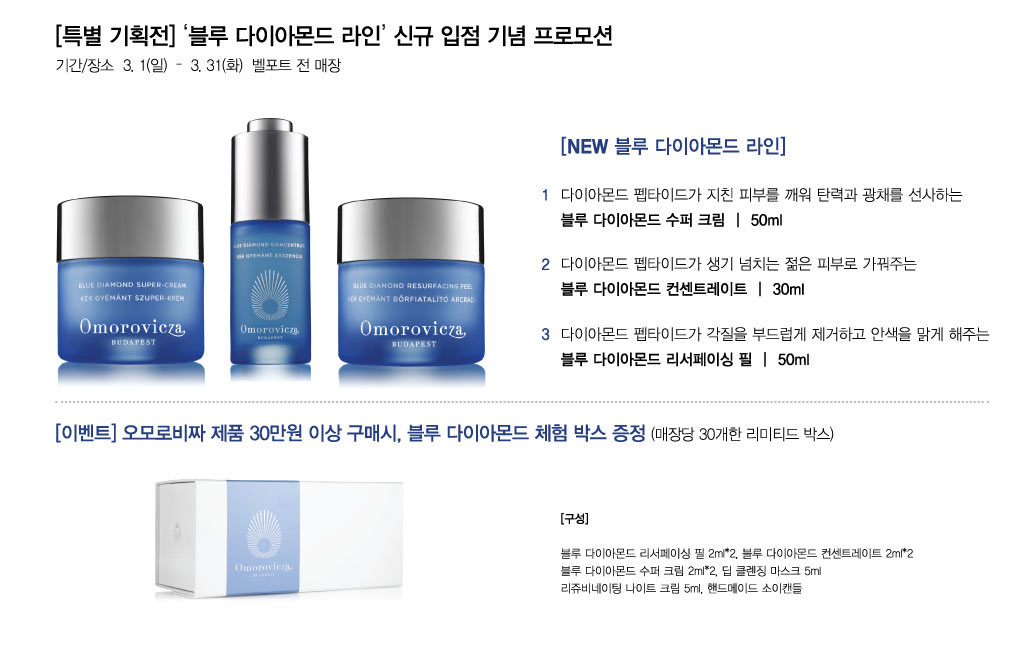 [특별 기획전] ‘블루 다이아몬드 라인’ 신규 입점 기념 프로모션
기간/장소 3. 1(일) - 3. 31(화) 벨포트 전 매장
[NEW 블루 다이아몬드 라인]
1 다이아몬드 펩타이드가 지친 피부를 깨워 탄력과 광채를 선사하는
블루 다이아몬드 수퍼 크림 | 50ml
2 다이아몬드 펩타이드가 생기 넘치는 젊은 피부로 가꿔주는
블루 다이아몬드 컨센트레이트 | 30ml
3 다이아몬드 펩타이드가 각질을 부드럽게 제거하고 안색을 맑게 해주는
블루 다이아몬드 리서페이싱 필 | 50ml
BLUE DIAMOND SUPER-CREAM
KÉK GYÉMÁNT SZUPER-KRÉM
Omorovicza
BUDAPEST
BLUE DIAMOND CONCENTRATE
KÉK GYÉMÁNT ESSZENCIA
Omorovicza
BUDAPEST
BLUE DIAMOND RESURFACING PEEL
KÉK GYÉMÁNT BŐRFIATALÍTÓ
Omorovicza
BUDAPEST
[이벤트] 오모로비짜 제품 30만원 이상 구매시, 블루 다이아몬드 체험 박스 증정 (매장당 30개한 리미티드 박스)
Omorovicza
[구성]
블루 다이아몬드 리서페이싱 필 2ml*2, 블루 다이아몬드 컨센트레이트 2ml*2
블루 다이아몬드 수퍼 크림 2ml*2, 딥 클렌징 마스크 5ml
리쥬비네이팅 나이트 크림 5ml, 핸드메이드 소이캔들